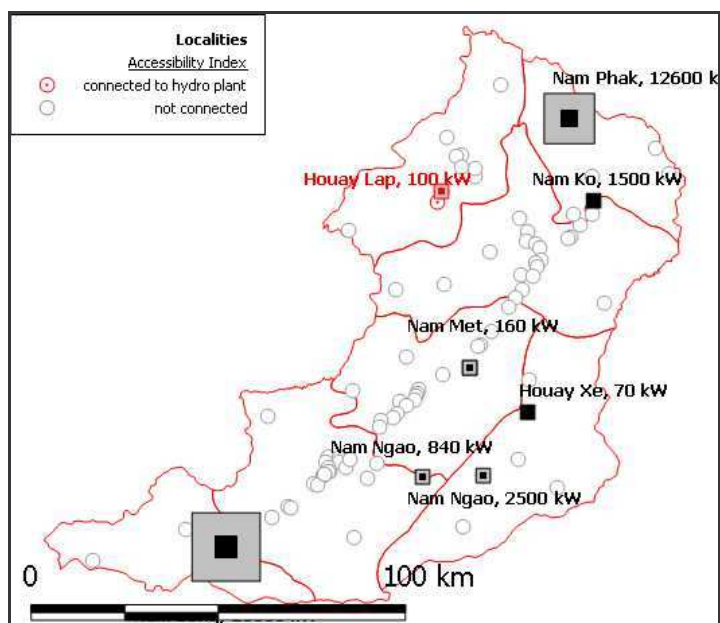 Localities
Accessibility Index
connected to hydro plant
not connected
Nam Phak, 12600 k
Houay Lap, 100 kW
Nam Ko, 1500 kW
Nam Met, 160 kW
Houay Xe, 70 kW
Nam Ngao, 840 kW
Nam Ngao, 2500 kW
0
100 km